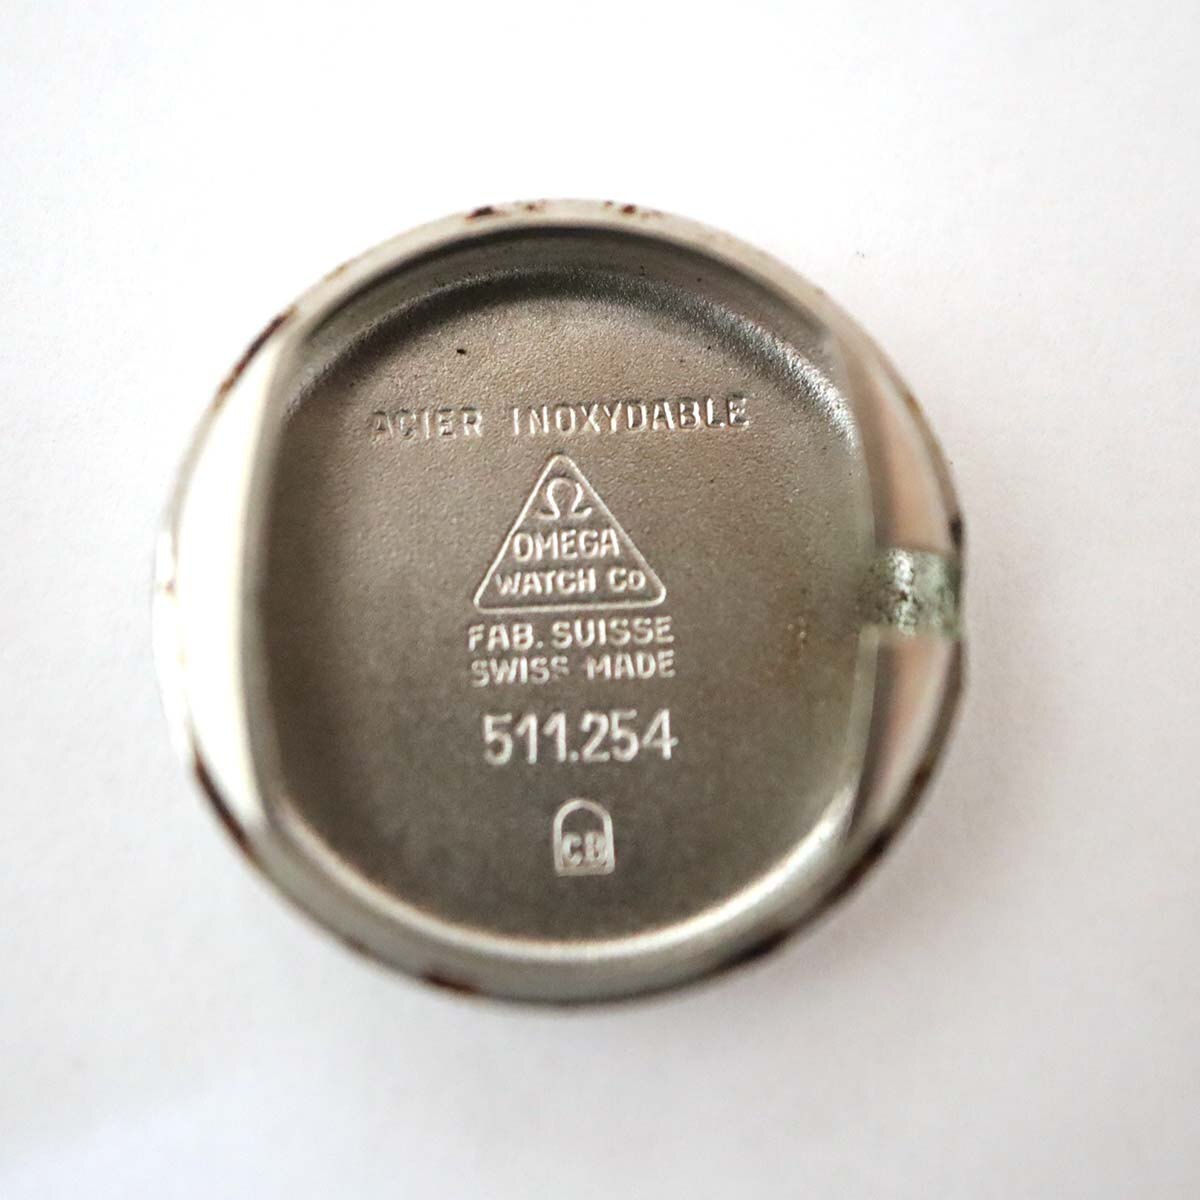 ACIER INOXYDABLE
Ω
OMEGA
WATCH Co
FAB. SUISSE
SWISS MADE
511.254
CB